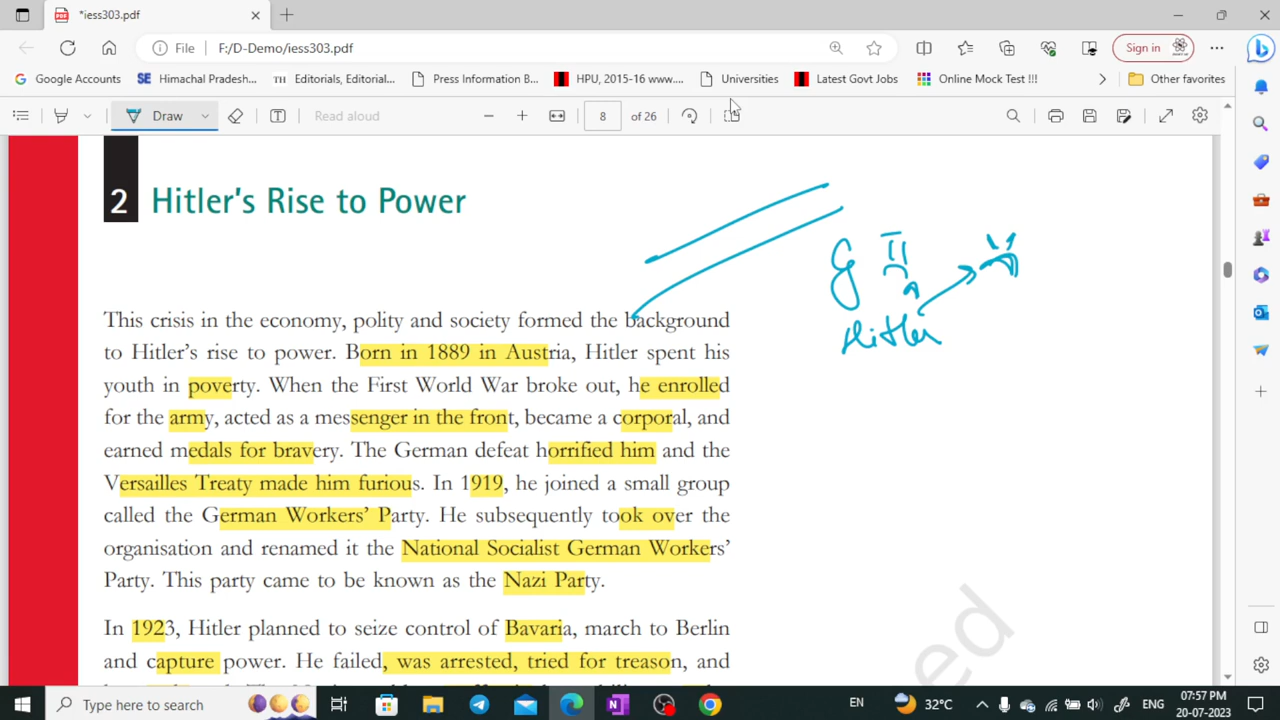 *iess303.pdf
File F:/D-Demo/iess303.pdf Sign in
Google Accounts SE Himachal Pradesh... TH Editorials, Editorial... Press Information B... HPU, 2015-16 www.... Universities Latest Govt Jobs Online Mock Test !!! Other favorites
Draw Read aloud 8 of 26
2 Hitler's Rise to Power
Hitler
This crisis in the economy, polity and society formed the background
to Hitler's rise to power. Born in 1889 in Austria, Hitler spent his
youth in poverty. When the First World War broke out, he enrolled
for the army, acted as a messenger in the front, became a corporal, and
earned medals for bravery. The German defeat horrified him and the
Versailles Treaty made him furious. In 1919, he joined a small group
called the German Workers' Party. He subsequently took over the
organisation and renamed it the National Socialist German Workers'
Party. This party came to be known as the Nazi Party.
In 1923, Hitler planned to seize control of Bavaria, march to Berlin
and capture power. He failed, was arrested, tried for treason, and
ed
Type here to search EN 32°C ENG 07:57 PM
20-07-2023